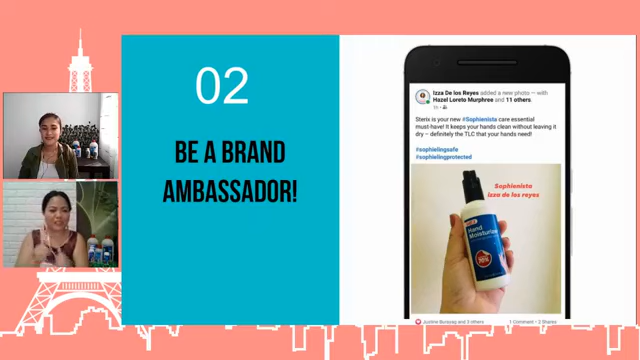 02
BE A BRAND
AMBASSADOR!
Izza De los Reyes added a new photo — with
Hazel Loreto Murphres and 11 others.
Sterix is your new #Sophienista care essential
must-have! It keeps your hands clean without leaving it
dry – definitely the TLC that your hands need!
#sophielingsafe
#sophielingprotected
Sophienista
Izza de los reyes
Hand
Moisturizer
Justine Burozag and 3 others
1 Comment • 2 Shares